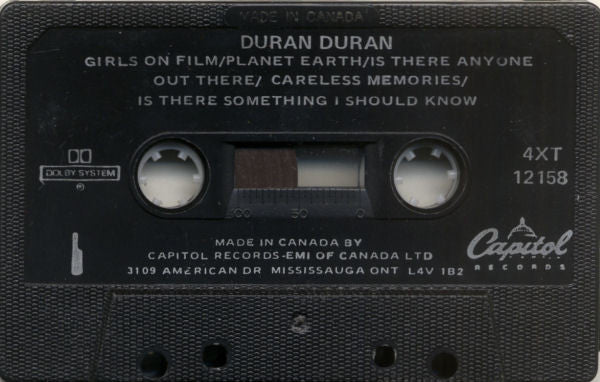 MADE IN CANADA
DURAN DURAN
GIRLS ON FILM/PLANET EARTH/IS THERE ANYONE
OUT THERE/ CARELESS MEMORIES/
IS THERE SOMETHING I SHOULD KNOW
DOLBY SYSTEM
4XT
12158
100 50 0
MADE IN CANADA BY
CAPITOL RECORDS-EMI OF CANADA LTD
3109 AMERICAN DR MISSISSAUGA ONT L4V 1B2
1
Capitol
RECORDS